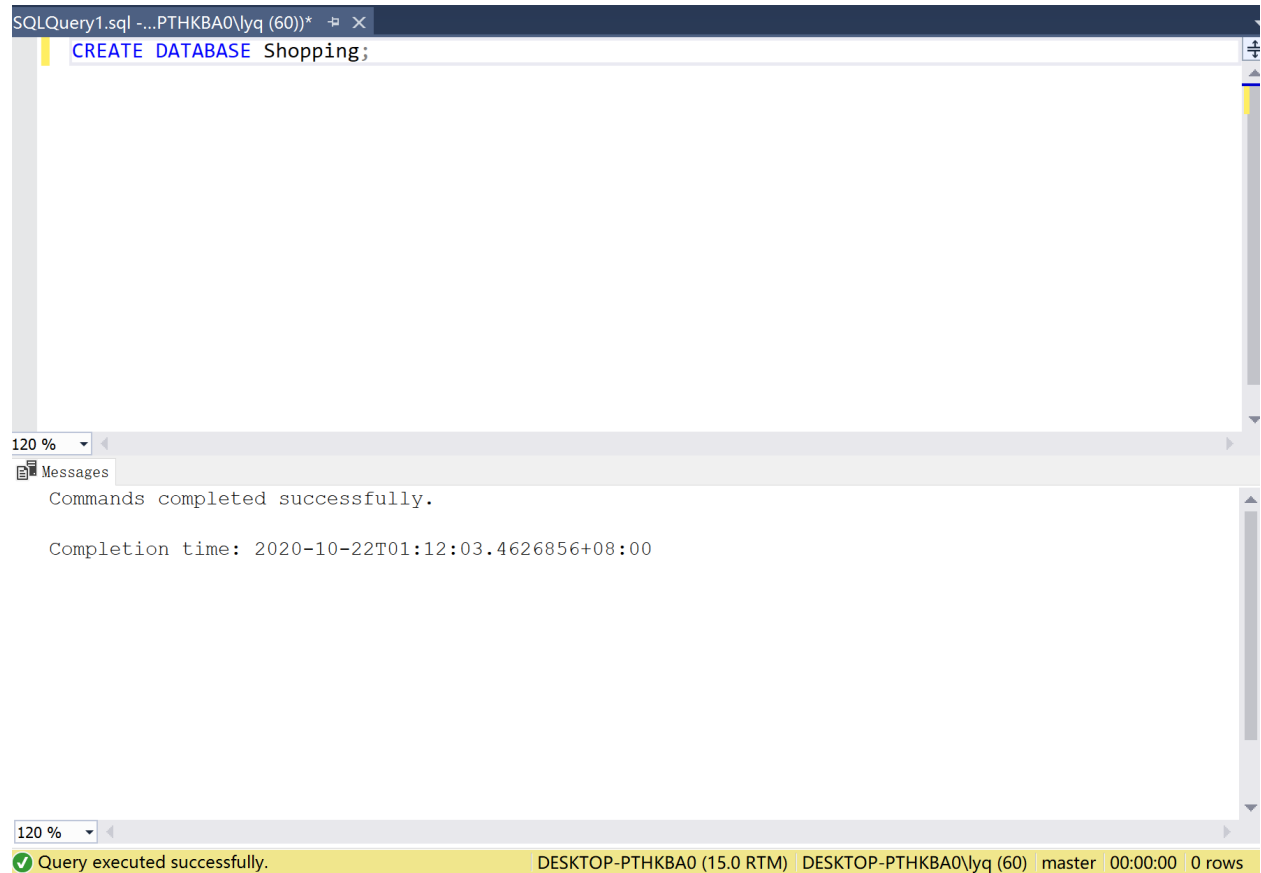 SQLQuery1.sql -...PTHKBA0\lyq (60))*
CREATE DATABASE Shopping;
120 %
Messages
Commands completed successfully.
Completion time: 2020-10-22T01:12:03.4626856+08:00
120 %
Query executed successfully. DESKTOP-PTHKBA0 (15.0 RTM) DESKTOP-PTHKBA0\lyq (60) master 00:00:00 0 rows